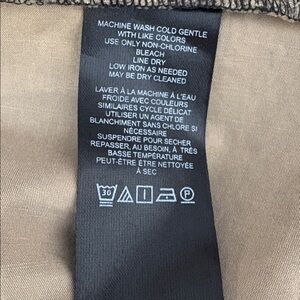 MACHINE WASH COLD GENTLE
WITH LIKE COLORS
USE ONLY NON-CHLORINE
BLEACH
LINE DRY
LOW IRON AS NEEDED
MAY BE DRY CLEANED
LAVER À LA MACHINE À L'EAU
FROIDE AVEC COULEURS
SIMILAIRES CYCLE DÉLICAT
UTILISER UN AGENT DE
BLANCHIMENT SANS CHLORE SI
NÉCESSAIRE
SUSPENDRE POUR SÉCHER
REPASSER, AU BESOIN, À TRÈS
BASSE TEMPÉRATURE
PEUT-ÊTRE ÊTRE NETTOYÉ
À SEC
30 P